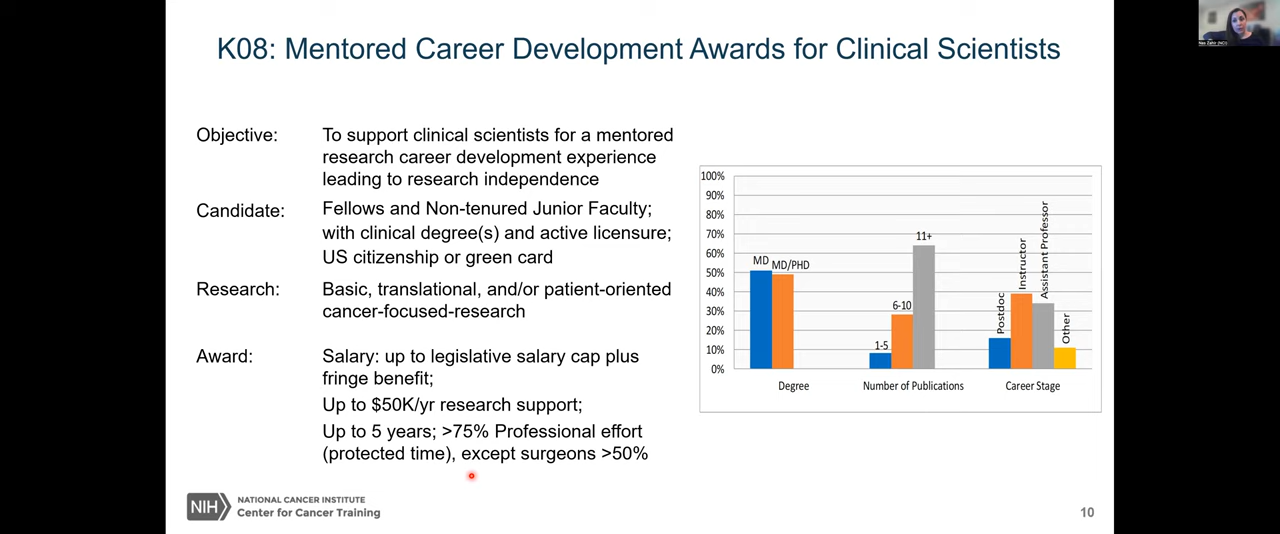 K08: Mentored Career Development Awards for Clinical Scientists
Objective:
To support clinical scientists for a mentored
research career development experience
leading to research independence
Candidate:
Fellows and Non-tenured Junior Faculty;
with clinical degree(s) and active licensure;
US citizenship or green card
Research:
Basic, translational, and/or patient-oriented
cancer-focused-research
Award:
Salary: up to legislative salary cap plus
fringe benefit;
Up to $50K/yr research support;
Up to 5 years; >75% Professional effort
(protected time), except surgeons >50%
100%
90%
80%
70%
60%
50%
40%
30%
20%
10%
0%
MD
MD/PHD
1-5
6-10
11+
Postdoc
Instructor
Assistant Professor
Other
Degree
Number of Publications
Career Stage
NIH
NATIONAL CANCER INSTITUTE
Center for Cancer Training
10